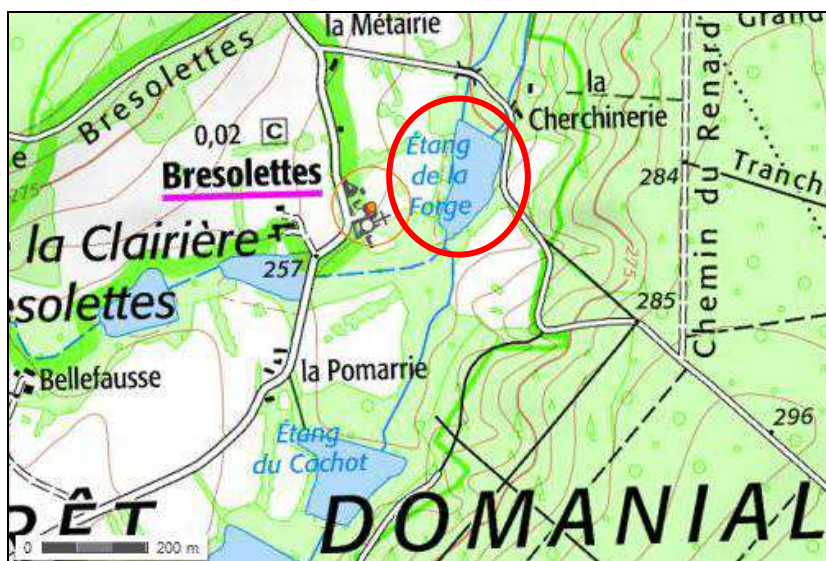 la Métairie
Grand
Bresolettes
0,02 C
la
Cherchinerie
Chemin du Renard
Étang
de la
Forge
Bresolettes
284
Tranch
275
la Clairière
257
275
esolettes
285
Bellefausse
la Pomarrie
296
Étang
du Cachot
RÊT DOMANIAL
0 200 m